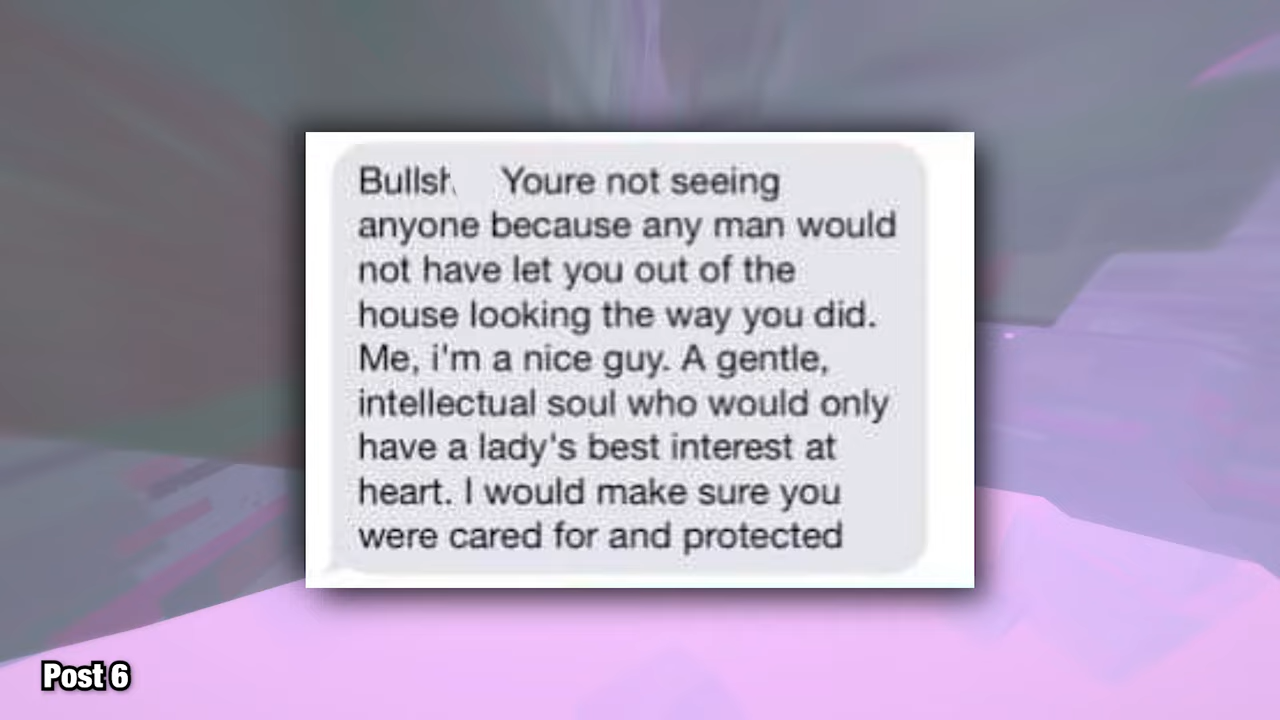 Bullsh
Youre not seeing
anyone because any man would
not have let you out of the
house looking the way you did.
Me, i'm a nice guy. A gentle,
intellectual soul who would only
have a lady's best interest at
heart. I would make sure you
were cared for and protected
Post 6